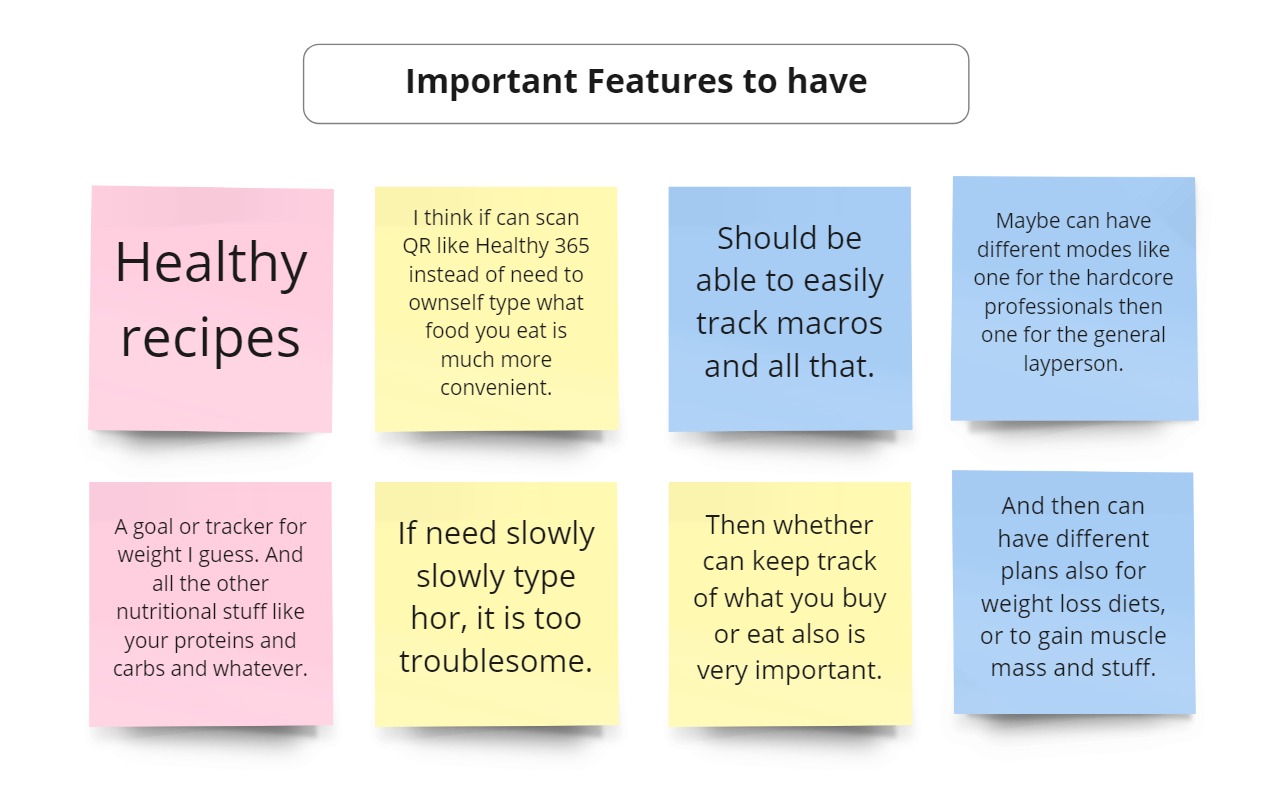 Important Features to have
Healthy
recipes
I think if can scan
QR like Healthy 365
instead of need to
ownself type what
food you eat is
much more
convenient.
Should be
able to easily
track macros
and all that.
Maybe can have
different modes like
one for the hardcore
professionals then
one for the general
layperson.
A goal or tracker for
weight I guess. And
all the other
nutritional stuff like
your proteins and
carbs and whatever.
If need slowly
slowly type
hor, it is too
troublesome.
Then whether
can keep track
of what you buy
or eat also is
very important.
And then can
have different
plans also for
weight loss diets,
or to gain muscle
mass and stuff.